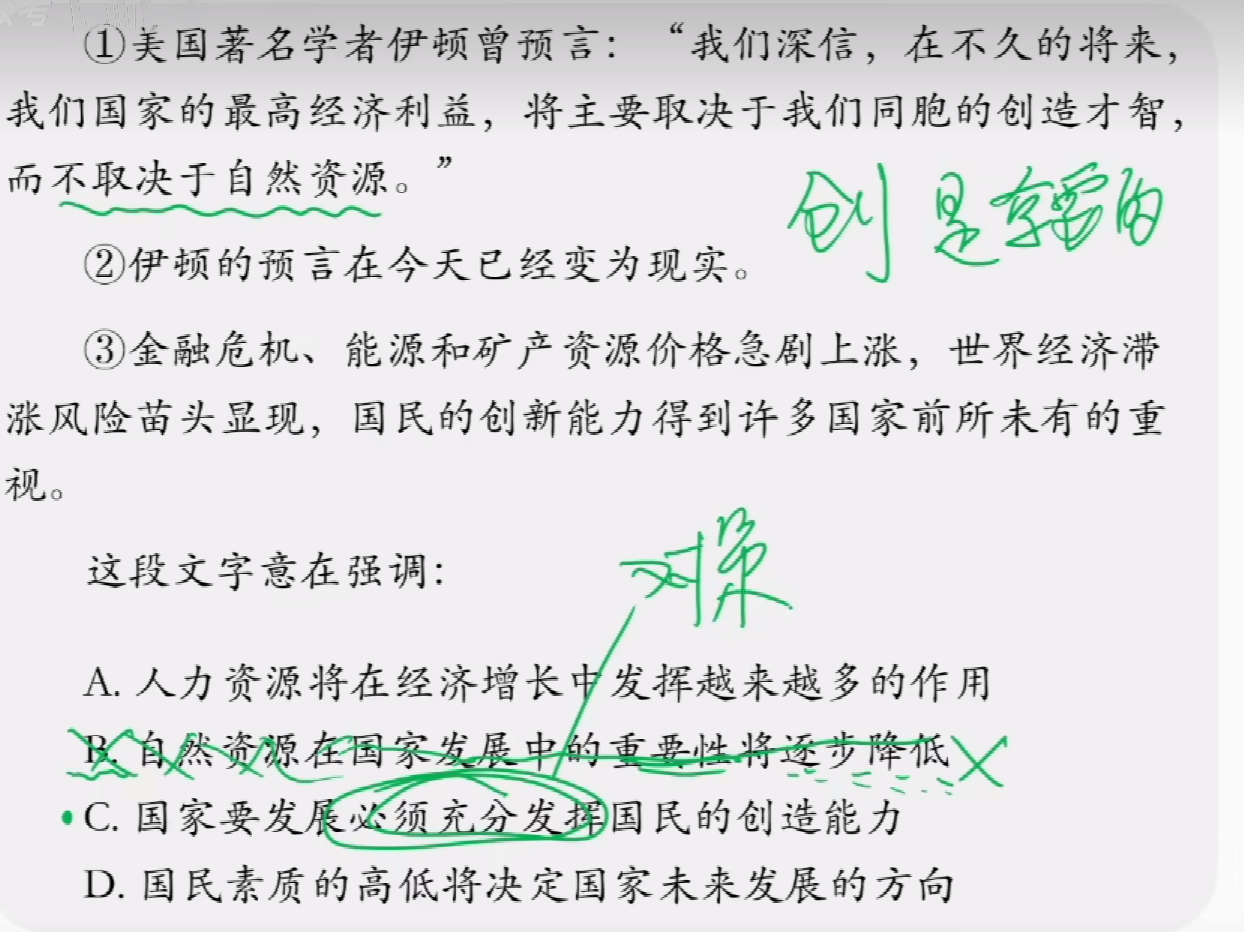 ①美国著名学者伊顿曾预言：“我们深信，在不久的将来，
我们国家的最高经济利益，将主要取决于我们同胞的创造才智，
而不取决于自然资源。”
创 是 的
②伊顿的预言在今天已经变为现实。
③金融危机、能源和矿产资源价格急剧上涨，世界经济滞
涨风险苗头显现，国民的创新能力得到许多国家前所未有的重
视。
对策
这段文字意在强调：
A. 人力资源将在经济增长中发挥越来越多的作用
B. 自然资源在国家发展中的重要性将逐步降低
C. 国家要发展必须充分发挥国民的创造能力
D. 国民素质的高低将决定国家未来发展的方向